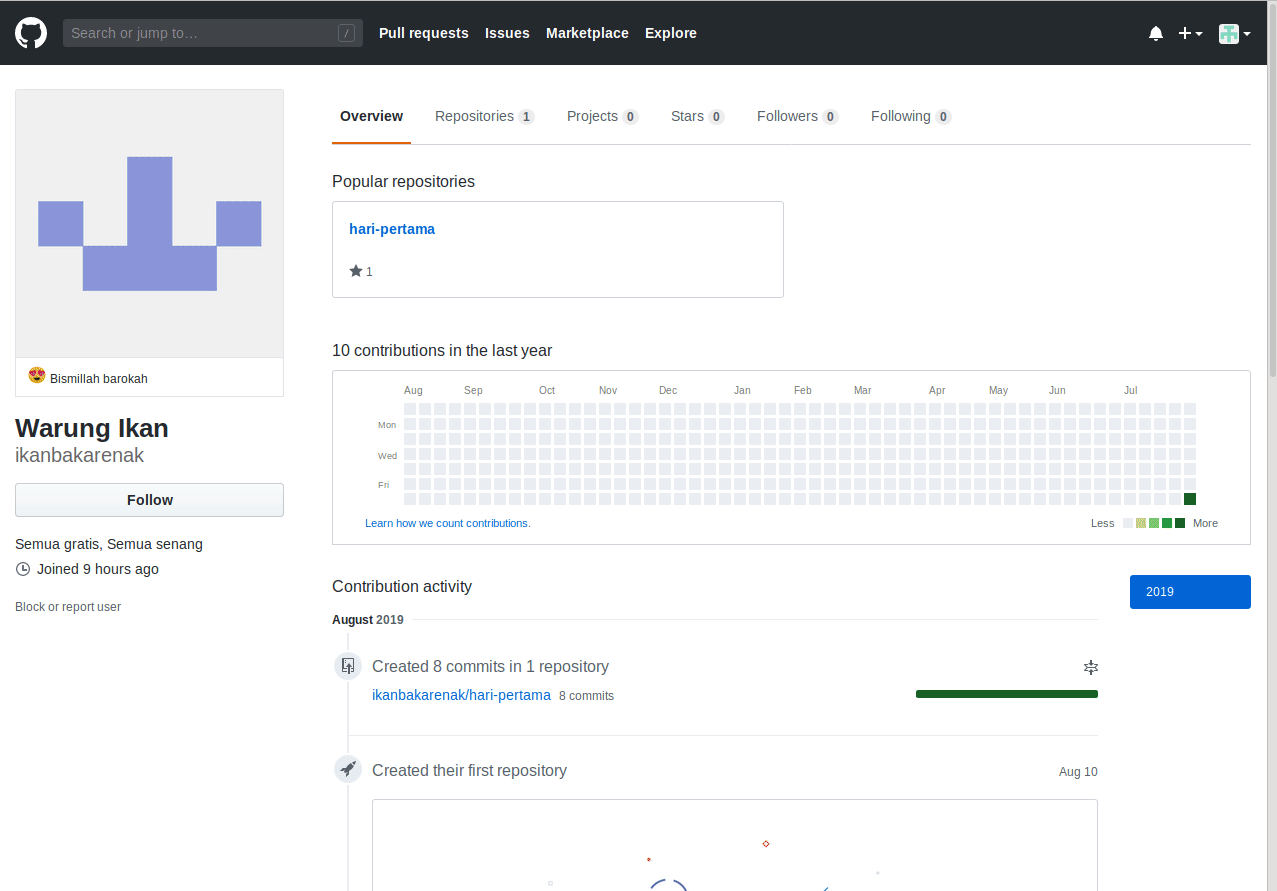 Search or jump to… /
Pull requests Issues Marketplace Explore
Overview Repositories 1 Projects 0 Stars 0 Followers 0 Following 0
Bismillah barokah
Warung Ikan
ikanbakarenak
Follow
Semua gratis, Semua senang
Joined 9 hours ago
Block or report user
Popular repositories
hari-pertama
1
10 contributions in the last year
Aug Sep Oct Nov Dec Jan Feb Mar Apr May Jun Jul
Mon
Wed
Fri
Learn how we count contributions. Less More
Contribution activity
2019
August 2019
Created 8 commits in 1 repository
ikanbakarenak/hari-pertama 8 commits
Created their first repository Aug 10